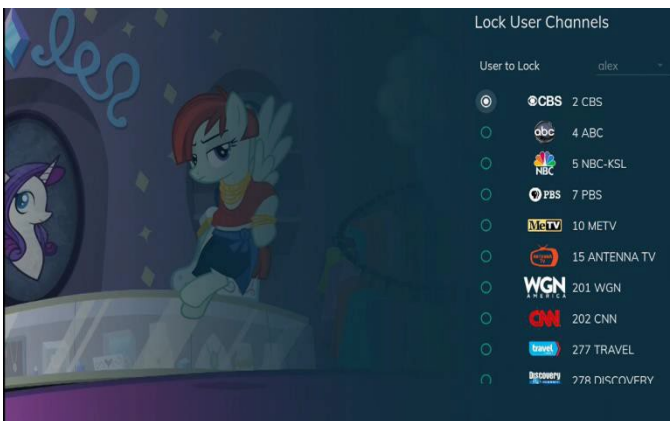 Lock User Channels
User to Lock alex
CBS 2 CBS
abc 4 ABC
NBC 5 NBC-KSL
PBS 7 PBS
MeTV 10 METV
15 ANTENNA TV
WGN AMERICA 201 WGN
CNN 202 CNN
travel 277 TRAVEL
Discovery 278 DISCOVERY